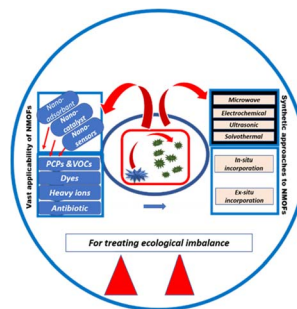 Vast applicability of NMOFs
Nano-
adsorbant
Nano-
catalyst
Nano-
sensors
PCPs &VOCs
Dyes
Heavy ions
Antibiotic
Microwave
Electrochemical
Ultrasonic
Solvothermal
In-situ
incorporation
Ex-situ
incorporation
Synthetic approaches to NMOFs
For treating ecological imbalance